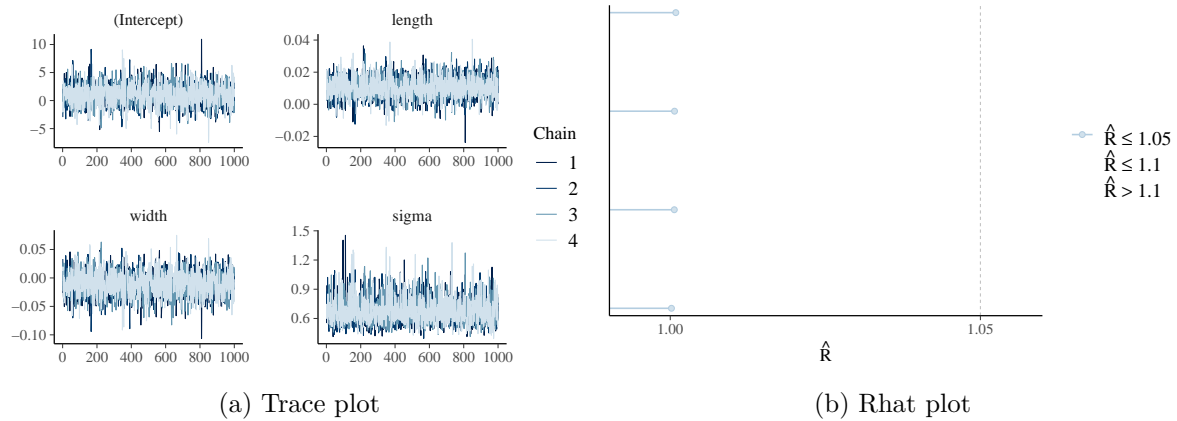 (Intercept)
10
5
0
−5
0 200 400 600 800 1000
length
0.04
0.02
0.00
−0.02
0 200 400 600 800 1000
width
0.05
0.00
−0.05
−0.10
0 200 400 600 800 1000
sigma
1.5
1.2
0.9
0.6
0 200 400 600 800 1000
Chain
1
2
3
4
(a) Trace plot
1.00 1.05
R̂
R̂ ≤ 1.05
R̂ ≤ 1.1
R̂ > 1.1
(b) Rhat plot